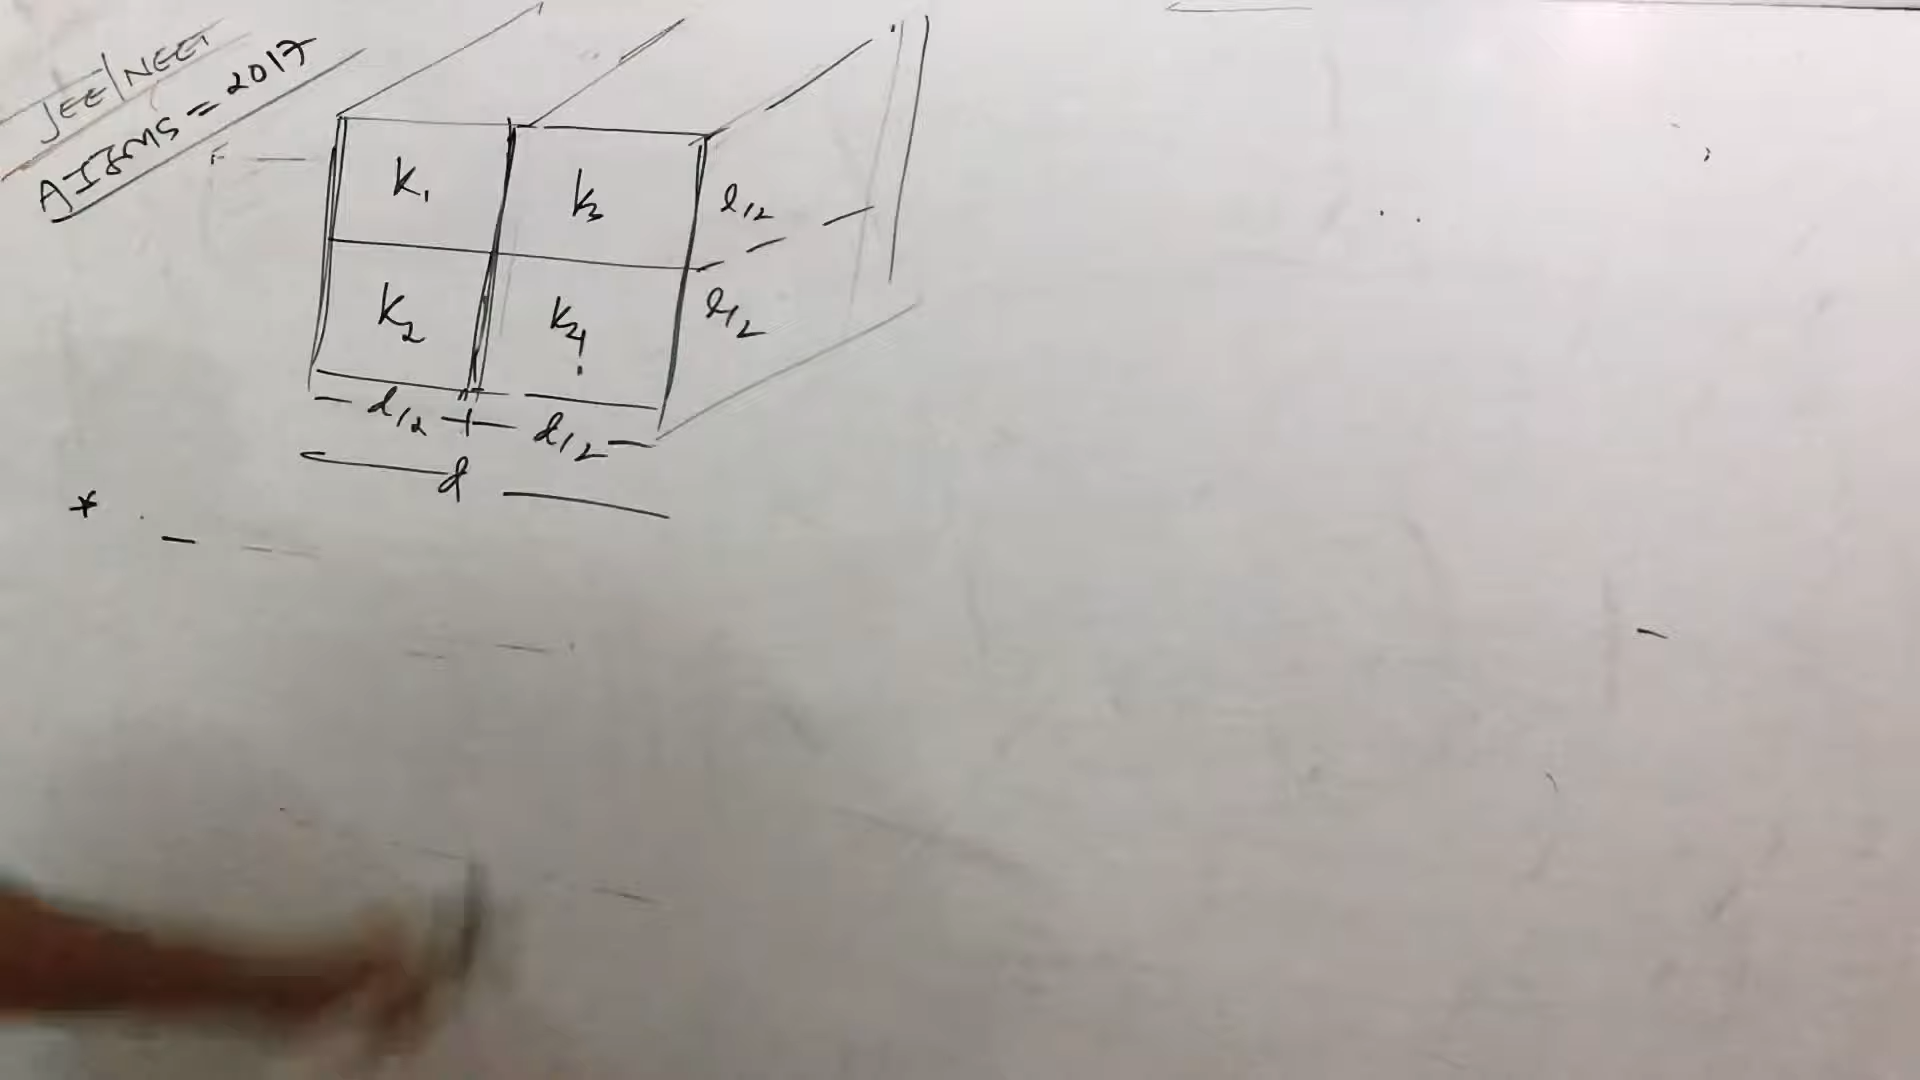 JEE/NEET
AIIMS = 2017
K1 K3 l/2
K2 K4 l/2
d/2 d/2
d
*